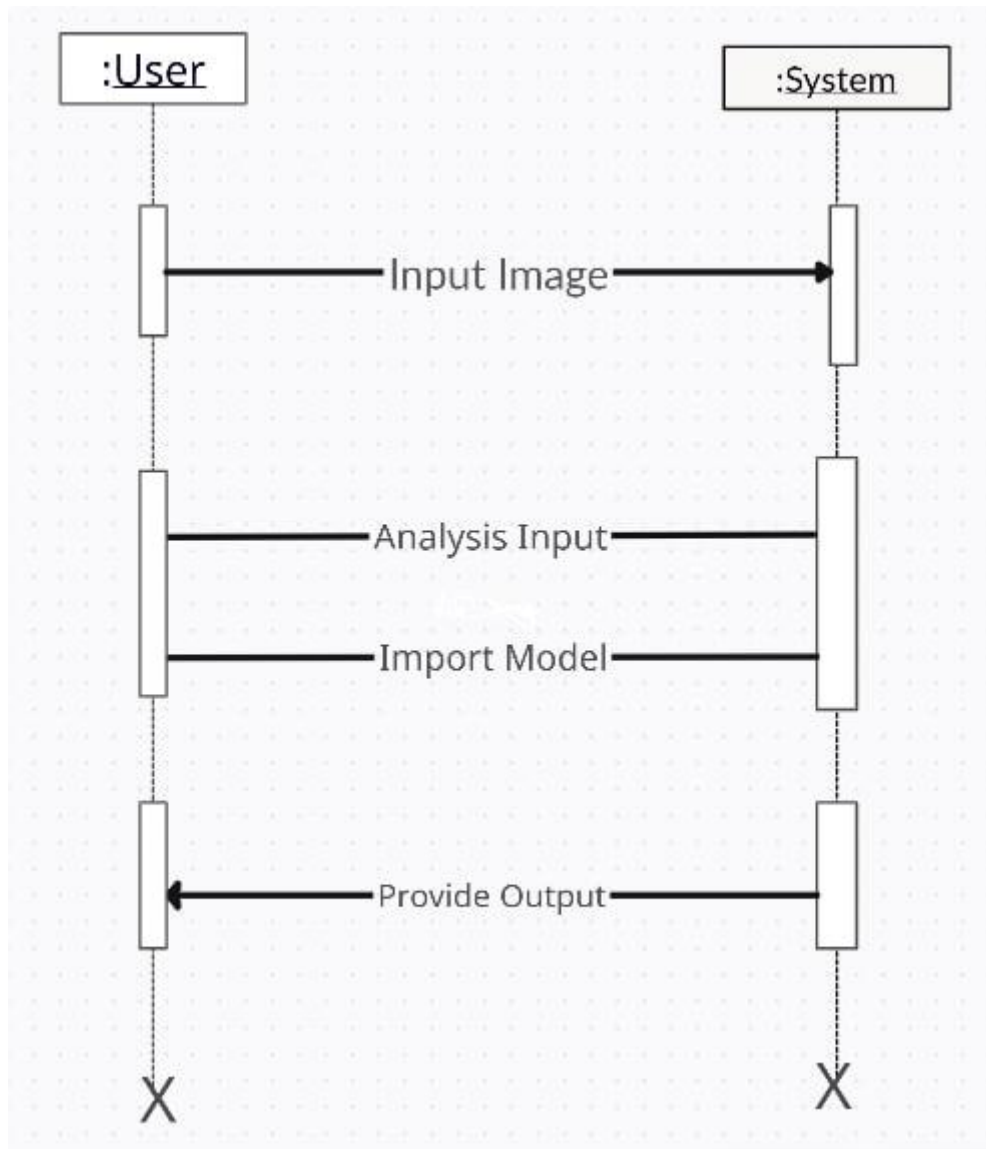 :User
:System
Input Image
Analysis Input
Import Model
Provide Output
X
X